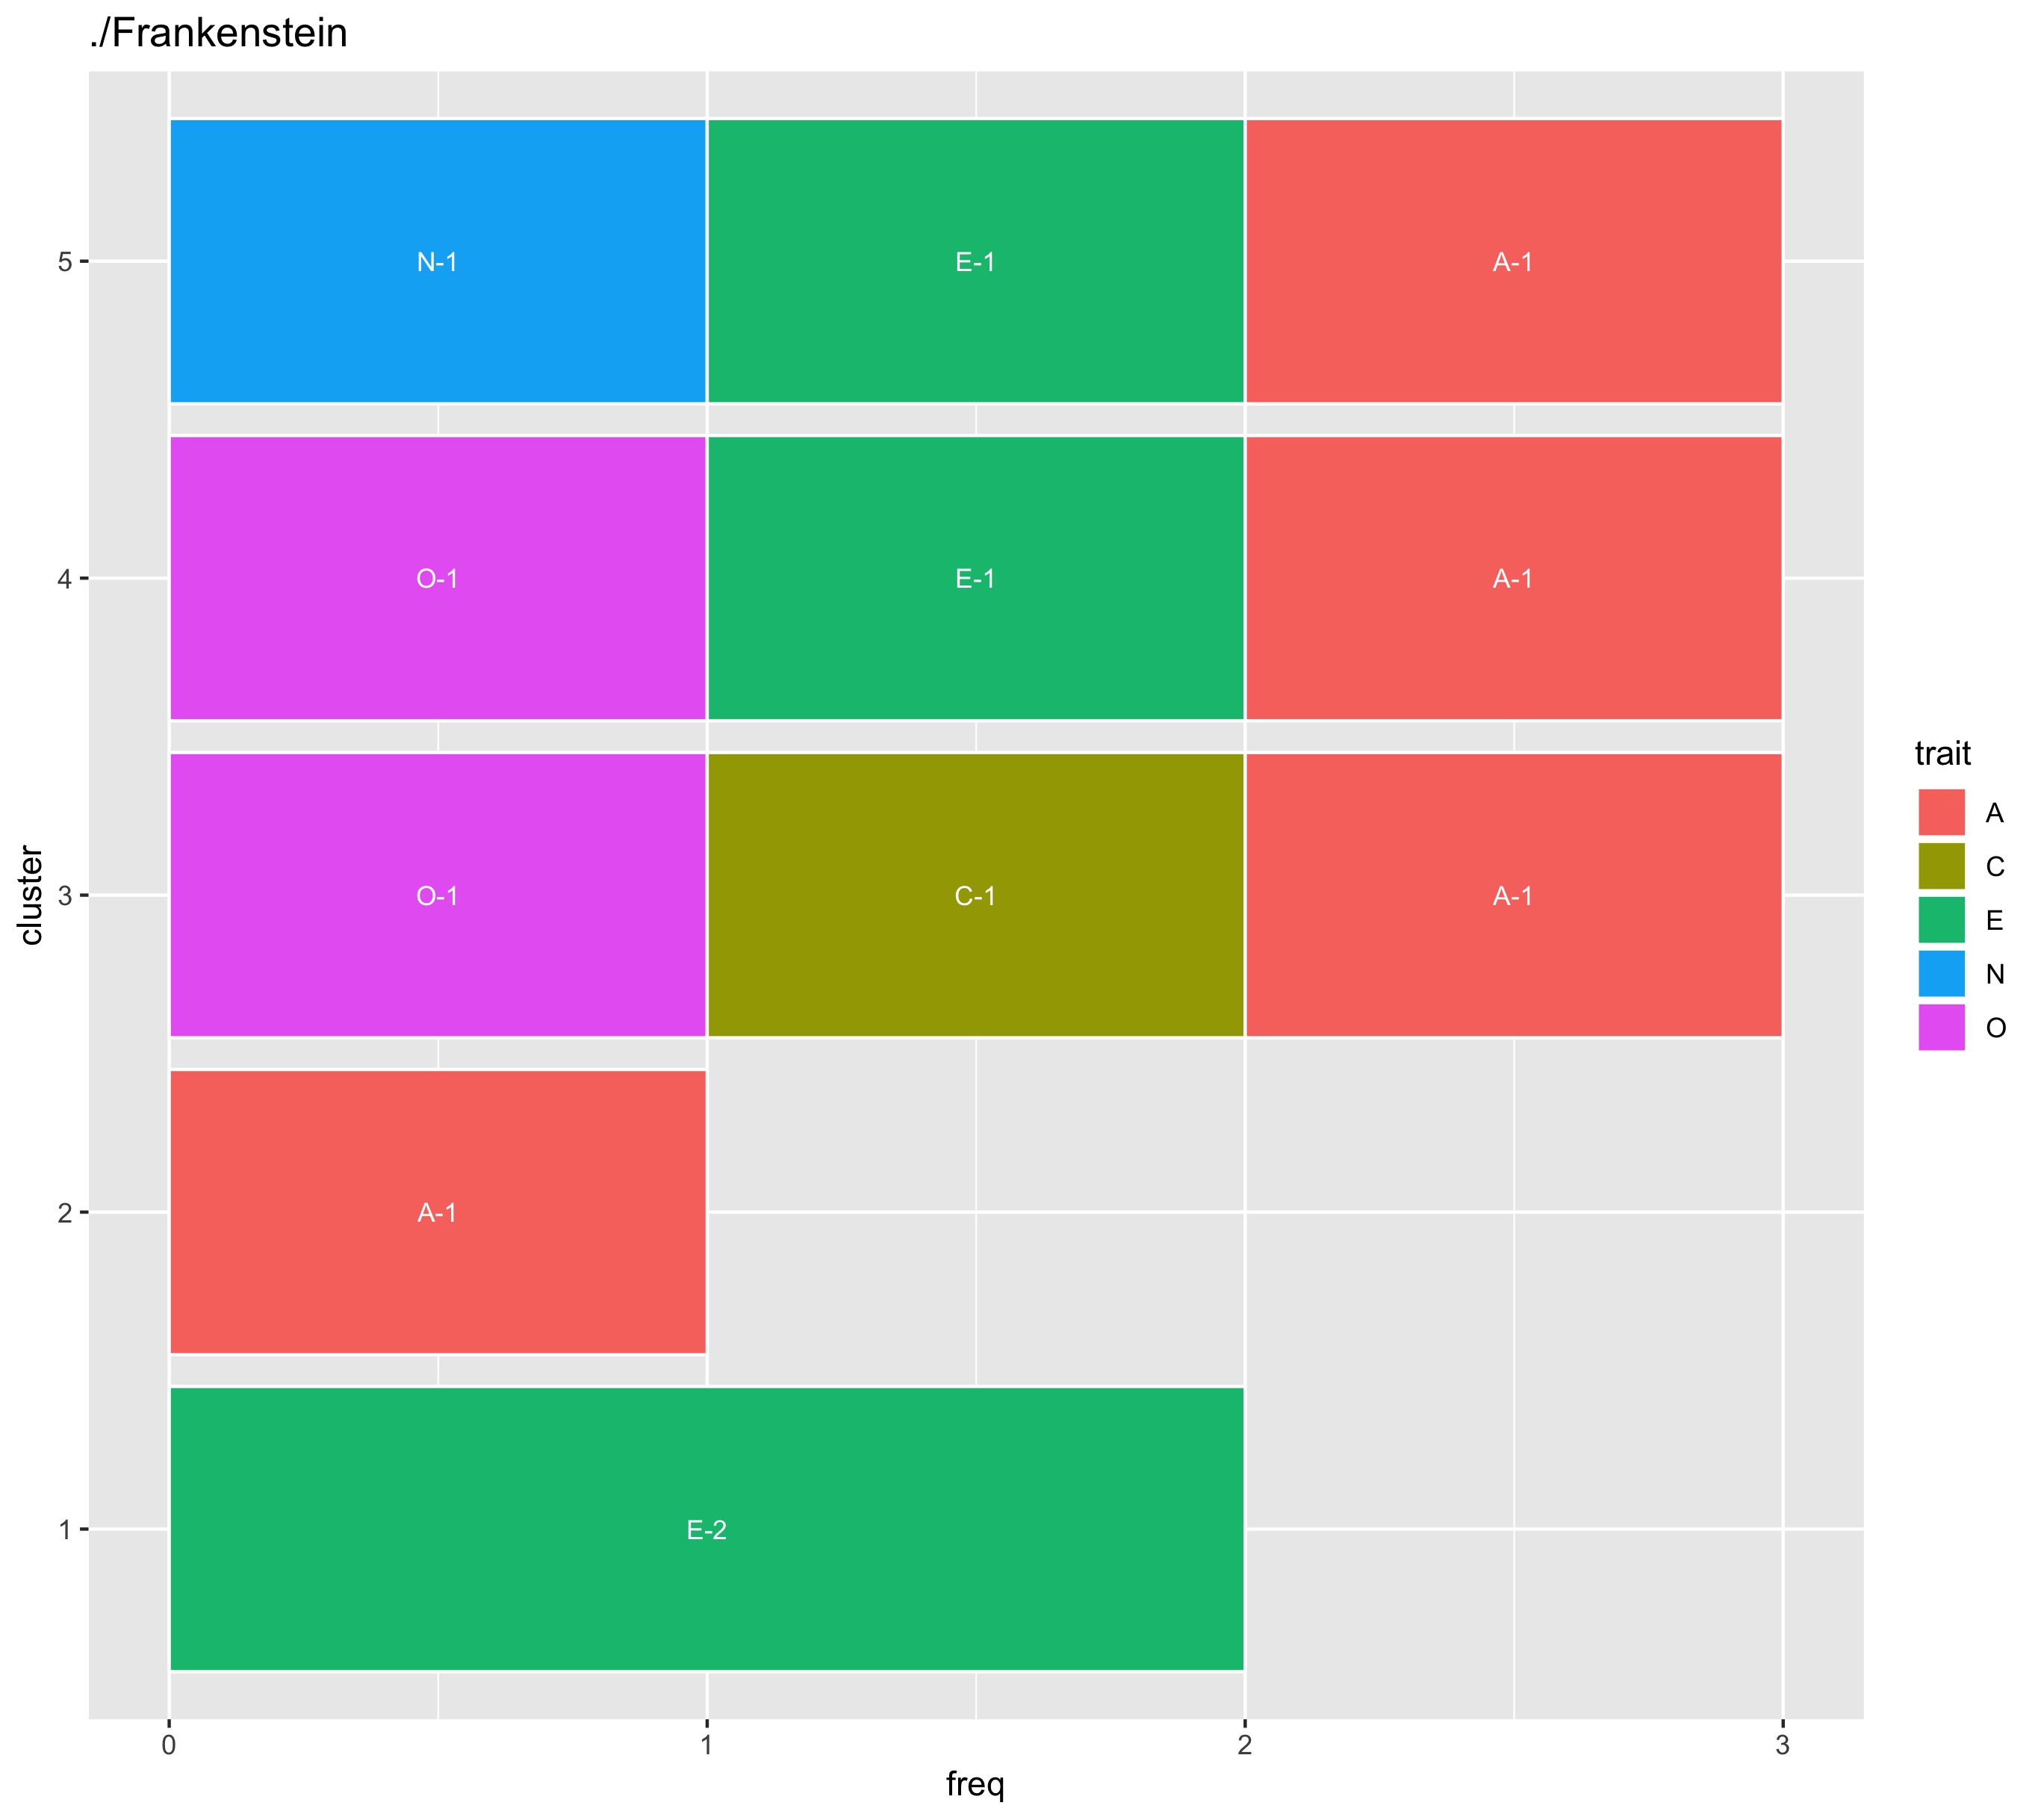 ./Frankenstein
5
N-1
E-1
A-1
4
O-1
E-1
A-1
3
O-1
C-1
A-1
2
A-1
1
E-2
0
1
2
3
freq
cluster
trait
A
C
E
N
O